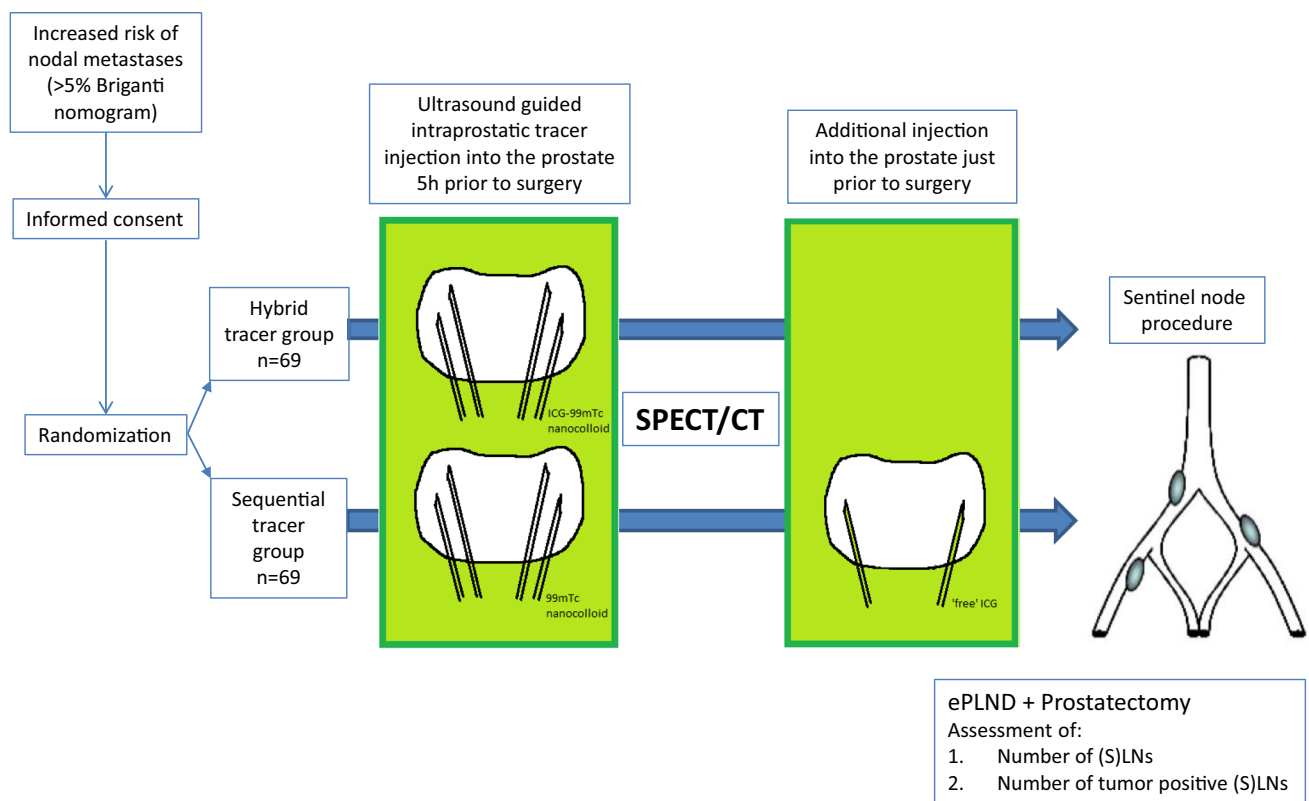 Increased risk of
nodal metastases
(>5% Briganti
nomogram)
Informed consent
Randomization
Hybrid
tracer group
n=69
Sequential
tracer
group
n=69
Ultrasound guided
intraprostatic tracer
injection into the prostate
5h prior to surgery
ICG-99mTc
nanocolloid
99mTc
nanocolloid
SPECT/CT
Additional injection
into the prostate just
prior to surgery
'free' ICG
Sentinel node
procedure
ePLND + Prostatectomy
Assessment of:
1. Number of (S)LNs
2. Number of tumor positive (S)LNs